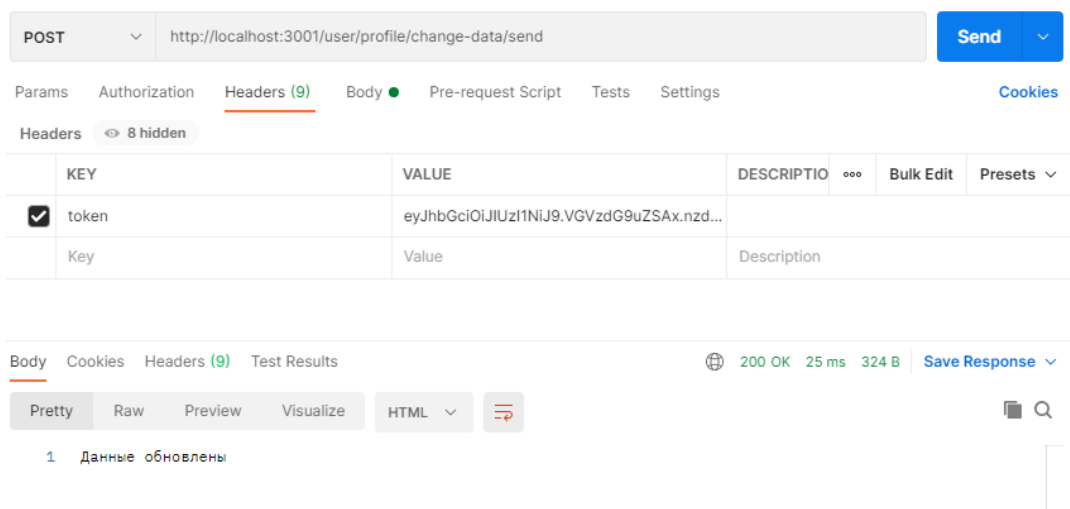 POST http://localhost:3001/user/profile/change-data/send Send
Params Authorization Headers (9) Body Pre-request Script Tests Settings Cookies
Headers 8 hidden
KEY VALUE DESCRIPTIO ooo Bulk Edit Presets
token eyJhbGciOiJIUzI1NiJ9.VGVzdG9uZSAx.nzd...
Key Value Description
Body Cookies Headers (9) Test Results 200 OK 25 ms 324 B Save Response
Pretty Raw Preview Visualize HTML
1 Данные обновлены